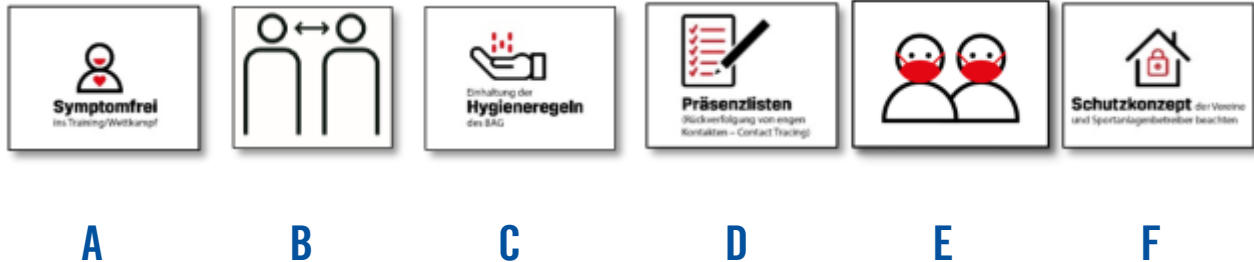 Symptomfrei
ins Training/Wettkampf
Einhaltung der
Hygieneregeln
des BAG
Präsenzlisten
(Rückverfolgung von engen
Kontakten – Contact Tracing)
Schutzkonzept der Vereine
und Sportanlagenbetreiber beachten
A B C D E F